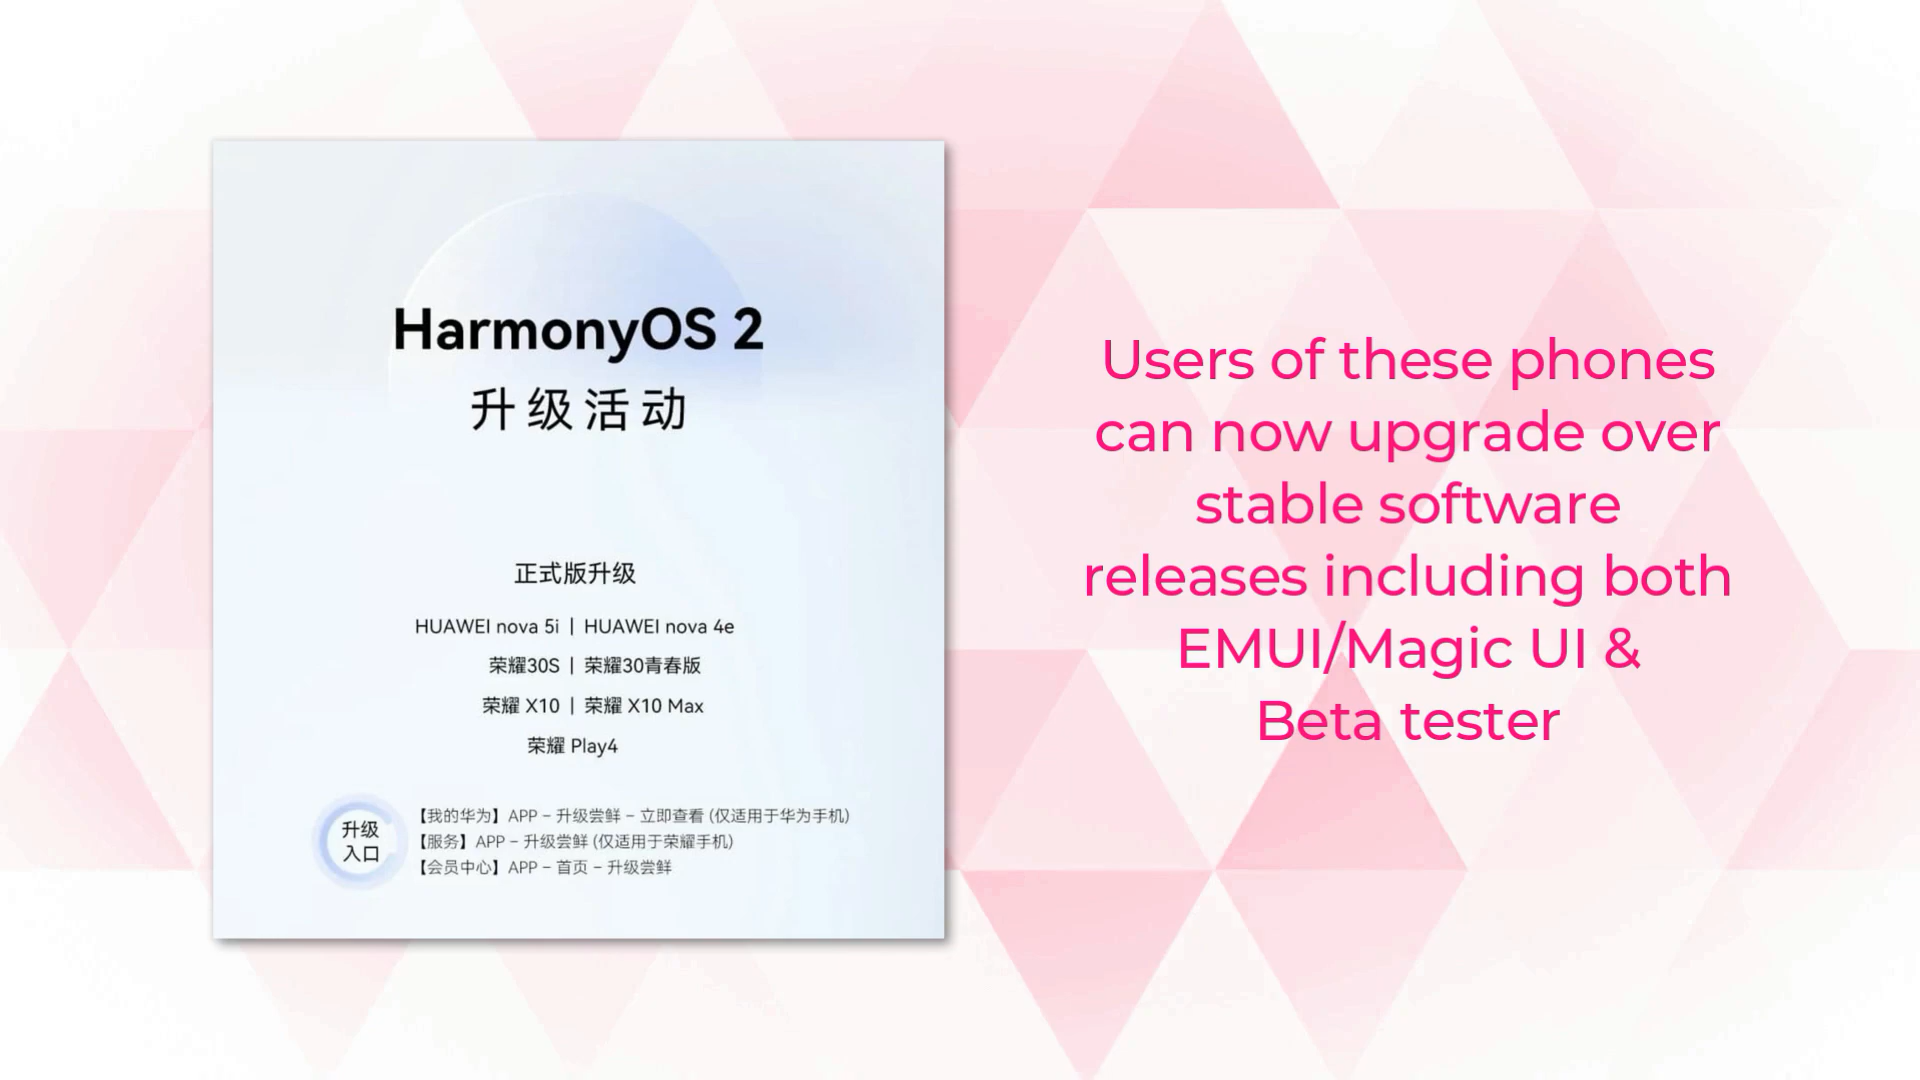 HarmonyOS 2
升级活动
正式版升级
HUAWEI nova 5i | HUAWEI nova 4e
荣耀30S | 荣耀30青春版
荣耀 X10 | 荣耀 X10 Max
荣耀 Play4
升级
入口
【我的华为】APP – 升级尝鲜 – 立即查看 (仅适用于华为手机)
【服务】APP – 升级尝鲜 (仅适用于荣耀手机)
【会员中心】APP – 首页 – 升级尝鲜
Users of these phones
can now upgrade over
stable software
releases including both
EMUI/Magic UI &
Beta tester